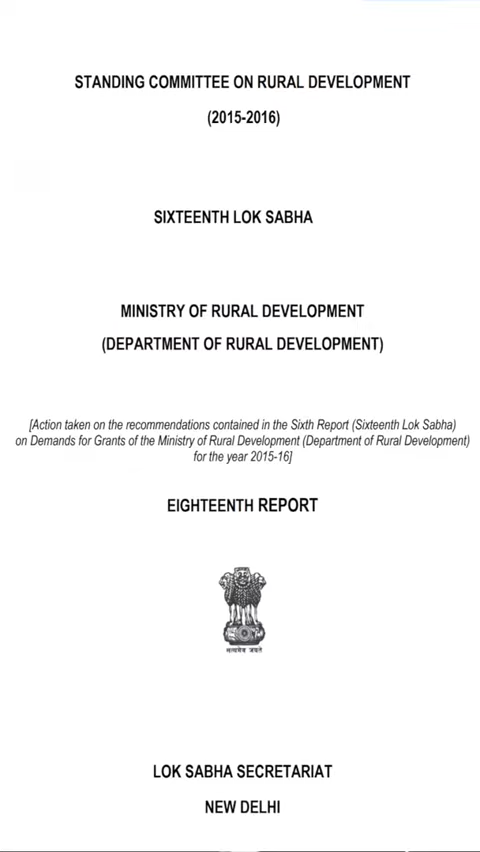 STANDING COMMITTEE ON RURAL DEVELOPMENT
(2015-2016)
SIXTEENTH LOK SABHA
MINISTRY OF RURAL DEVELOPMENT
(DEPARTMENT OF RURAL DEVELOPMENT)
[Action taken on the recommendations contained in the Sixth Report (Sixteenth Lok Sabha)
on Demands for Grants of the Ministry of Rural Development (Department of Rural Development)
for the year 2015-16]
EIGHTEENTH REPORT
सत्यमेव जयते
LOK SABHA SECRETARIAT
NEW DELHI